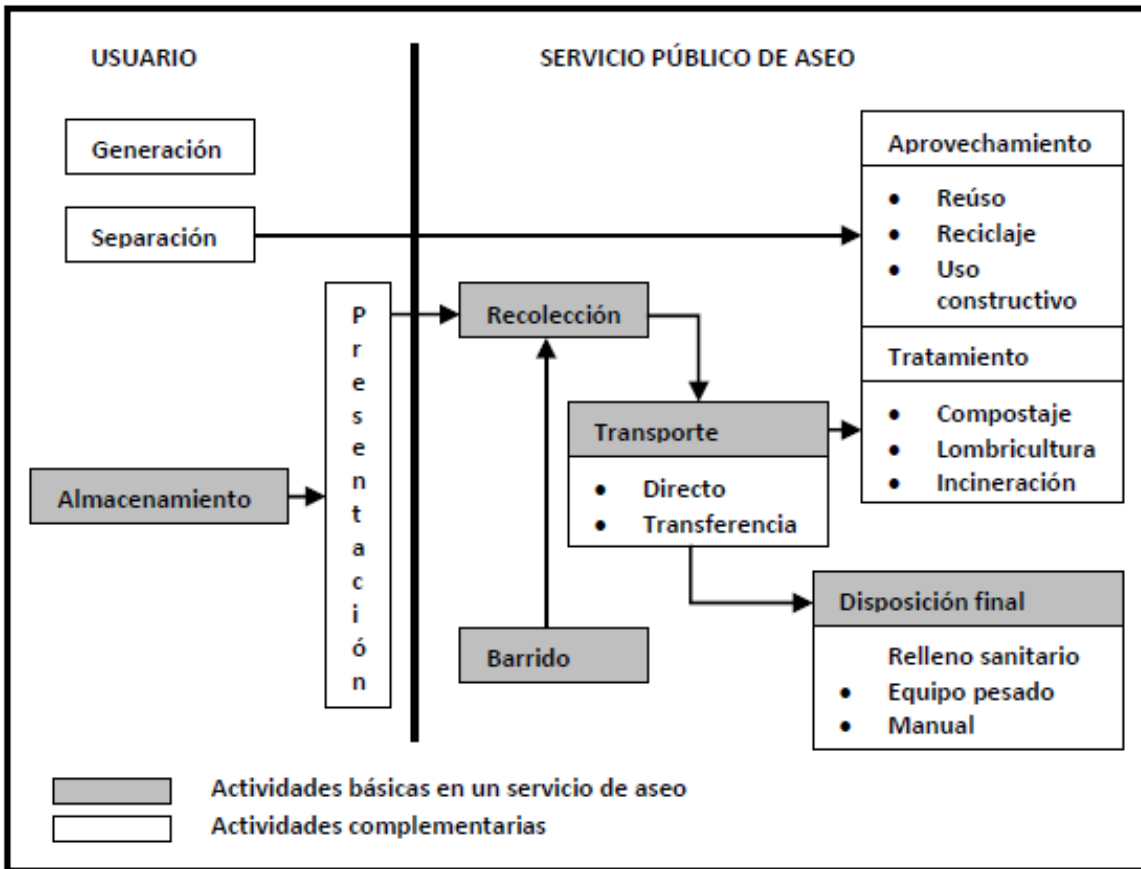 USUARIO
SERVICIO PÚBLICO DE ASEO
Generación
Separación
Almacenamiento
Presentación
Recolección
Barrido
Transporte
• Directo
• Transferencia
Aprovechamiento
• Reúso
• Reciclaje
• Uso
constructivo
Tratamiento
• Compostaje
• Lombricultura
• Incineración
Disposición final
Relleno sanitario
• Equipo pesado
• Manual
Actividades básicas en un servicio de aseo
Actividades complementarias